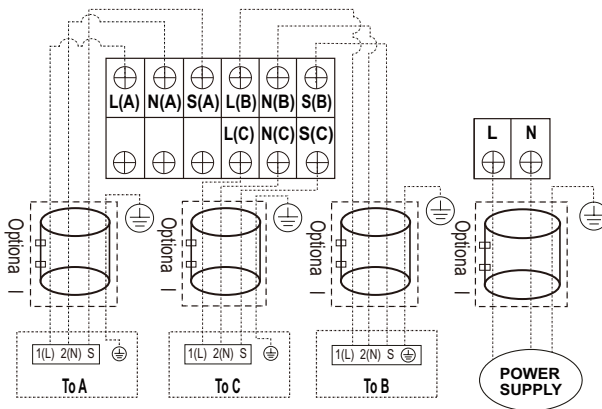 L(A) N(A) S(A) L(B) N(B) S(B)
L(C) N(C) S(C)
L N
Optiona l
Optiona l
Optiona l
Optiona l
1(L) 2(N) S
To A
1(L) 2(N) S
To C
1(L) 2(N) S
To B
POWER
SUPPLY